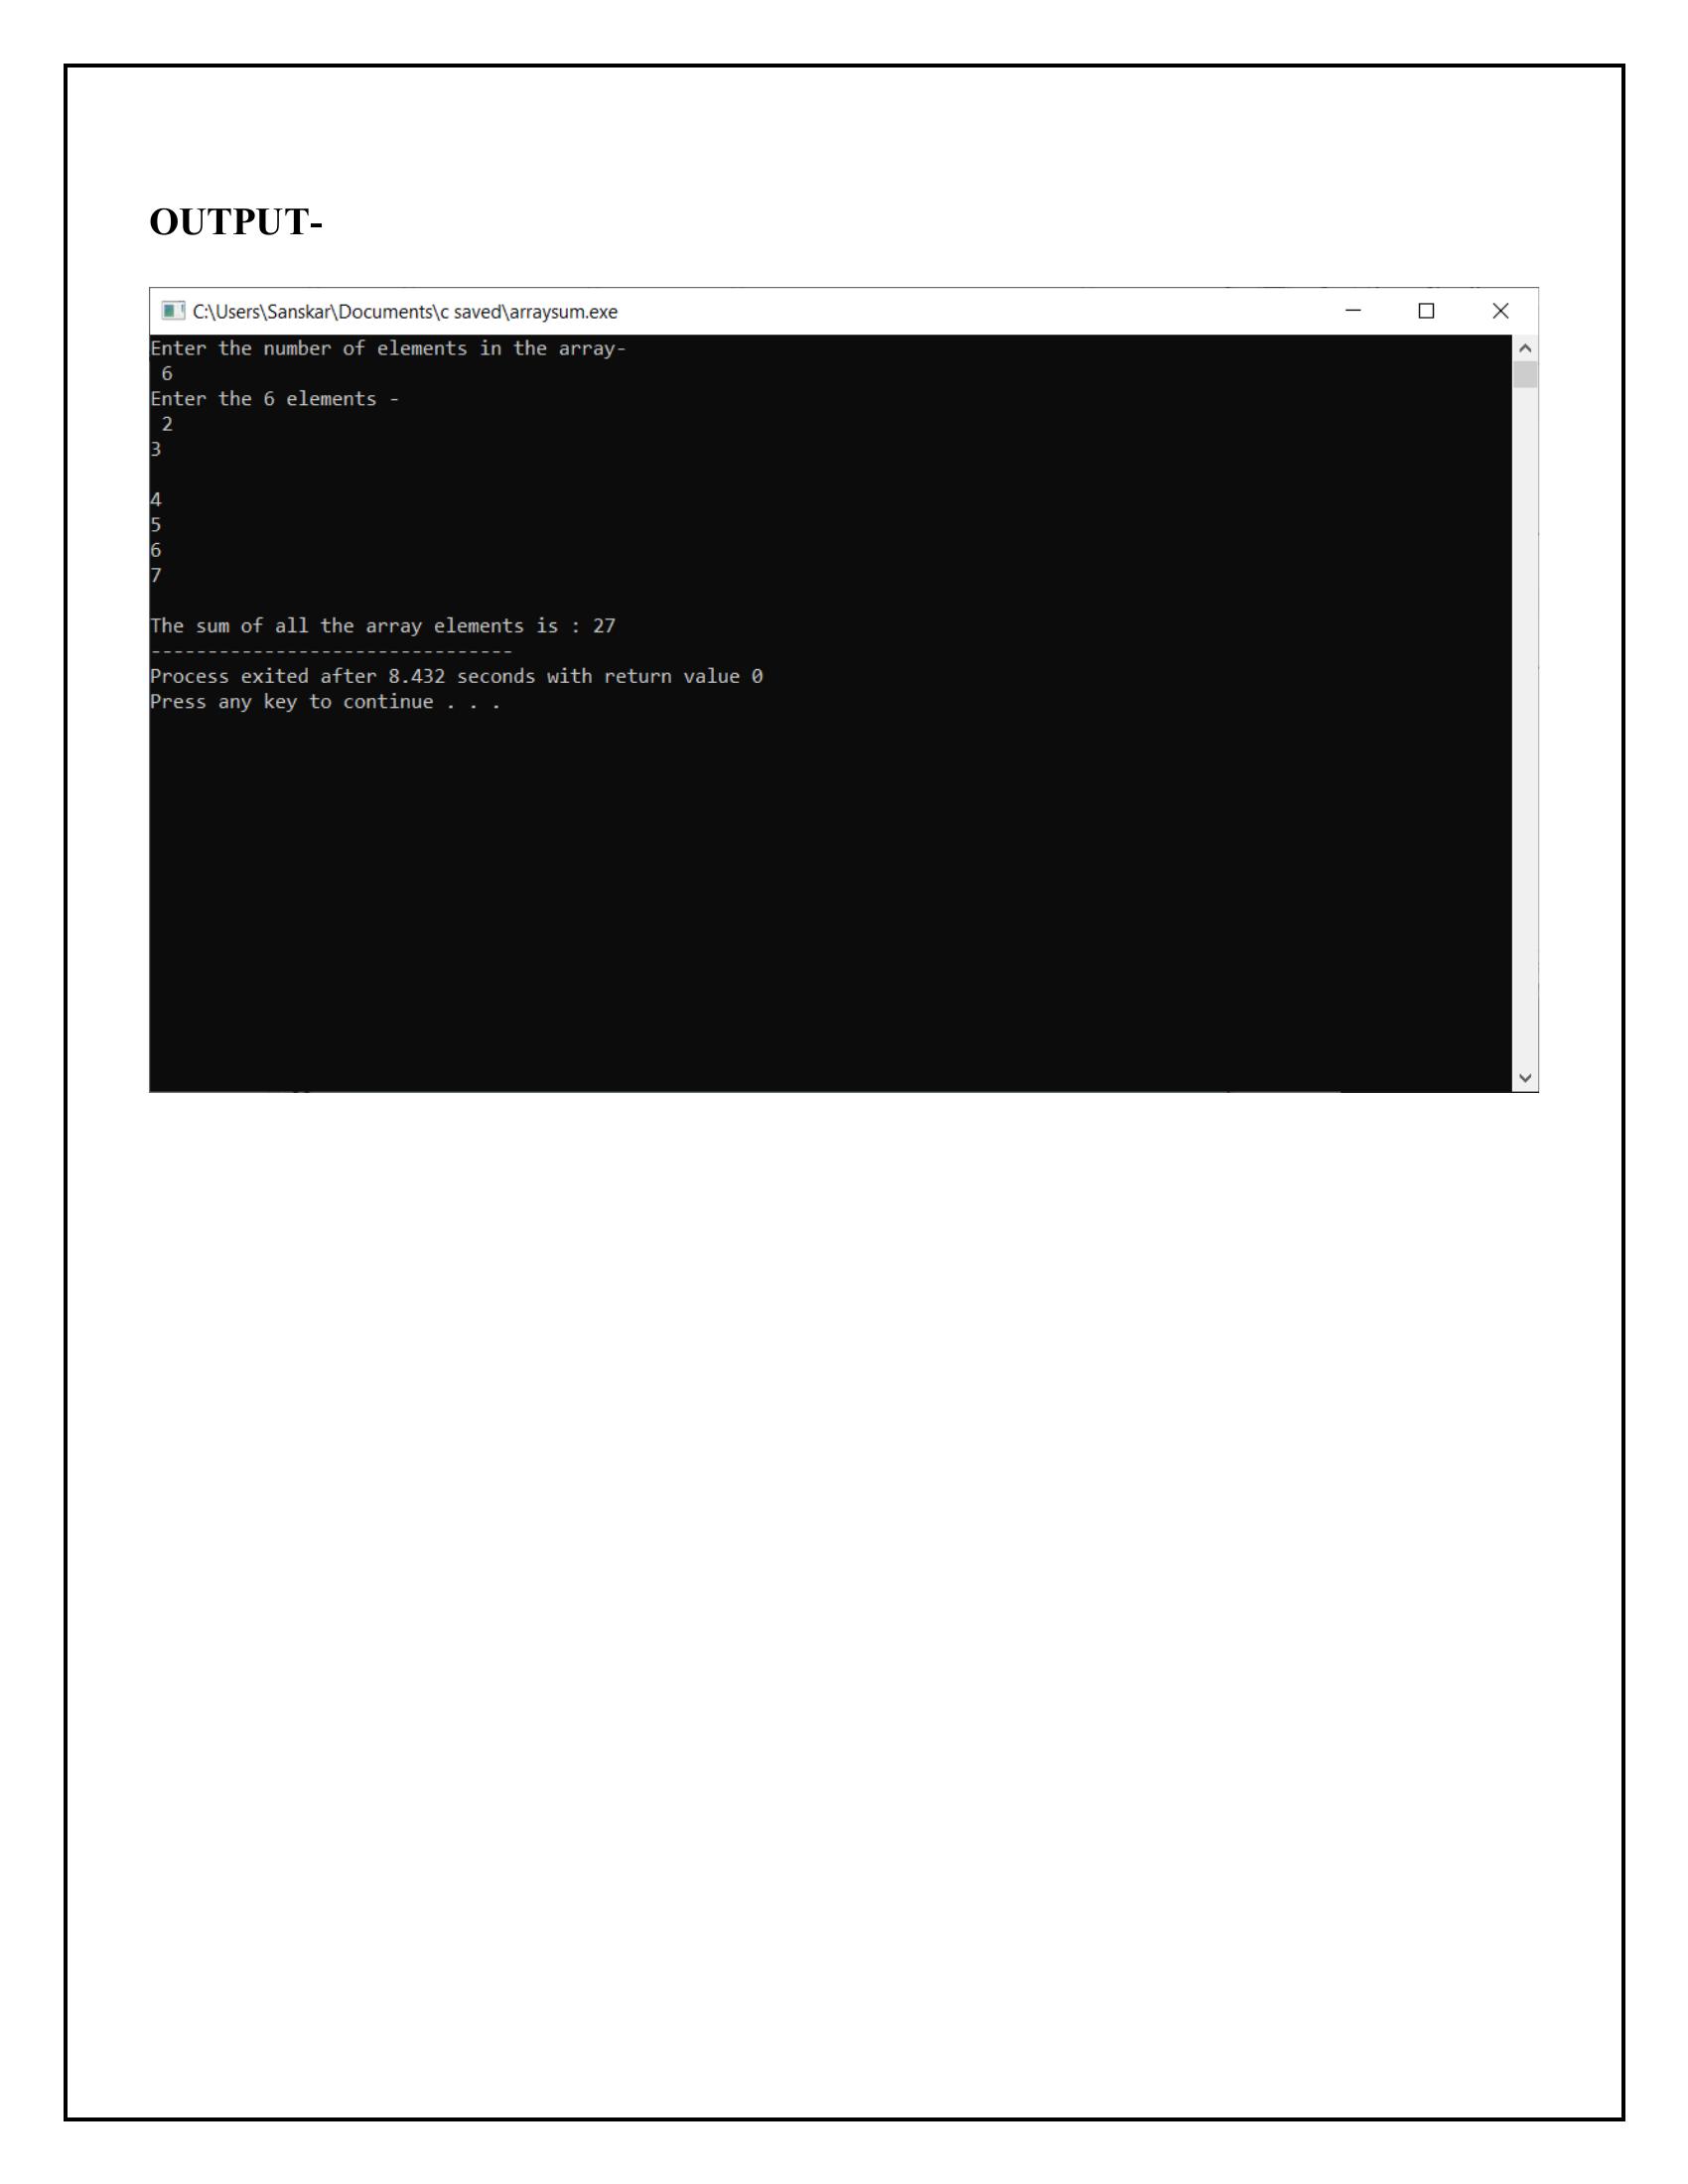 OUTPUT-
C:\Users\Sanskar\Documents\c saved\arraysum.exe
Enter the number of elements in the array-
6
Enter the 6 elements -
2
3
4
5
6
7
The sum of all the array elements is : 27
--------------------------------
Process exited after 8.432 seconds with return value 0
Press any key to continue . . .